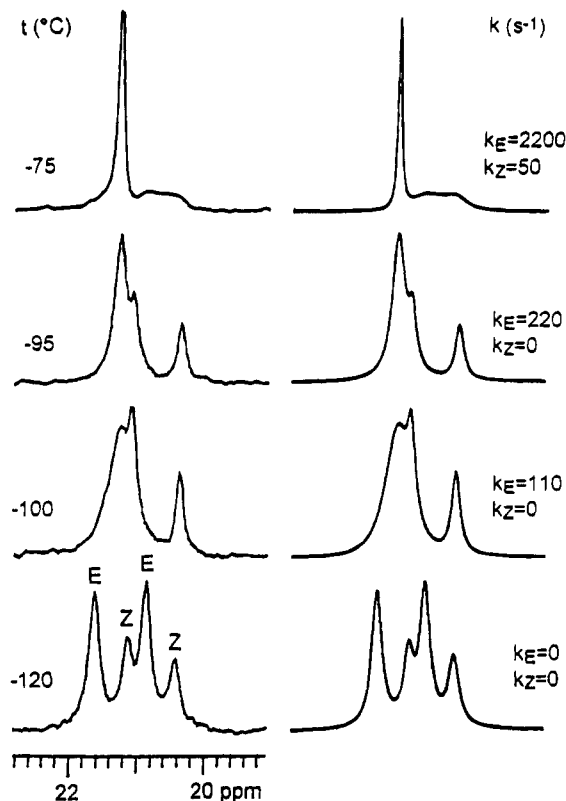 t (°C)
k (s-1)
-75
kE=2200
kZ=50
-95
kE=220
kZ=0
-100
kE=110
kZ=0
E
E
Z
Z
-120
kE=0
kZ=0
22
20 ppm